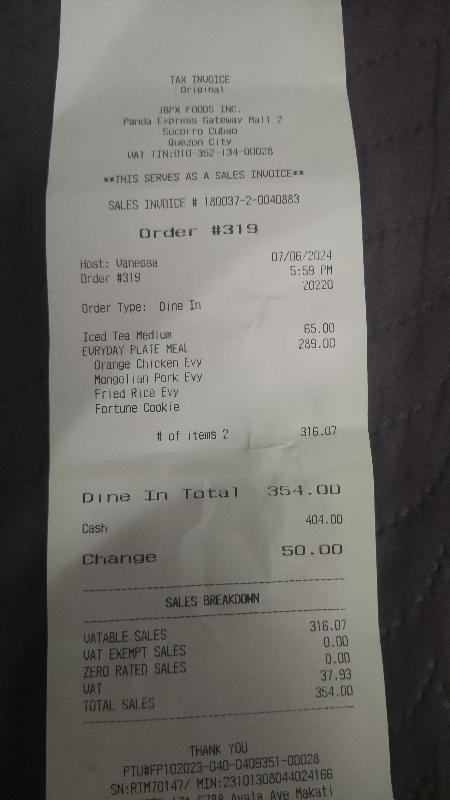 TAX INVOICE
Original
JBPX FOODS INC.
Panda Express Gateway Mall 2
Socorro Cubao
Quezon City
VAT TIN:010-352-134-00028
**THIS SERVES AS A SALES INVOICE**
SALES INVOICE # 180037-2-0040883
Order #319
Host: Vanessa 07/06/2024
Order #319 5:59 PM
20220
Order Type: Dine In
Iced Tea Medium 65.00
EVRYDAY PLATE MEAL 289.00
Orange Chicken Evy
Mongolian Pork Evy
Fried Rice Evy
Fortune Cookie
# of items 2 316.07
Dine In Total 354.00
Cash 404.00
Change 50.00
SALES BREAKDOWN
VATABLE SALES 316.07
VAT EXEMPT SALES 0.00
ZERO RATED SALES 0.00
VAT 37.93
TOTAL SALES 354.00
THANK YOU
PTU#FP102023-040-0409351-00028
SN:RTM70147/ MIN:23101308044024166
Ayala Ave Makati